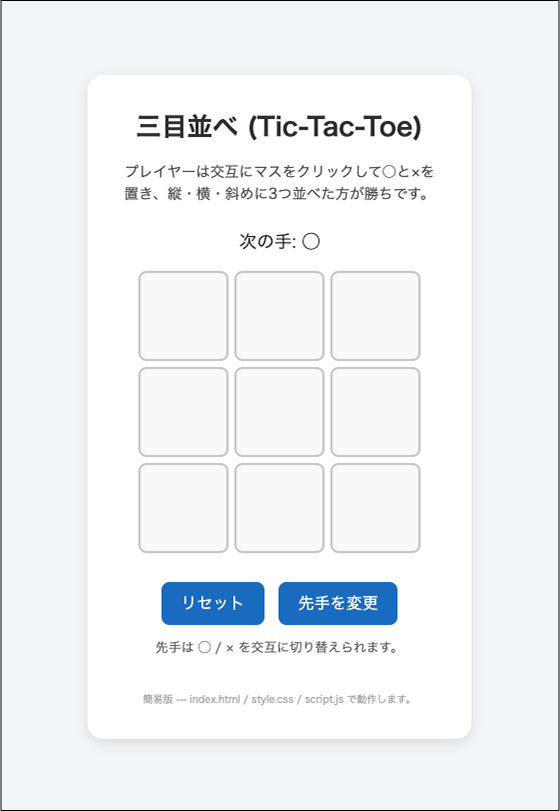 三目並べ (Tic-Tac-Toe)
プレイヤーは交互にマスをクリックして○と×を
置き、縦・横・斜めに3つ並べた方が勝ちです。
次の手: ○
リセット
先手を変更
先手は ○ / × を交互に切り替えられます。
簡易版 — index.html / style.css / script.js で動作します。